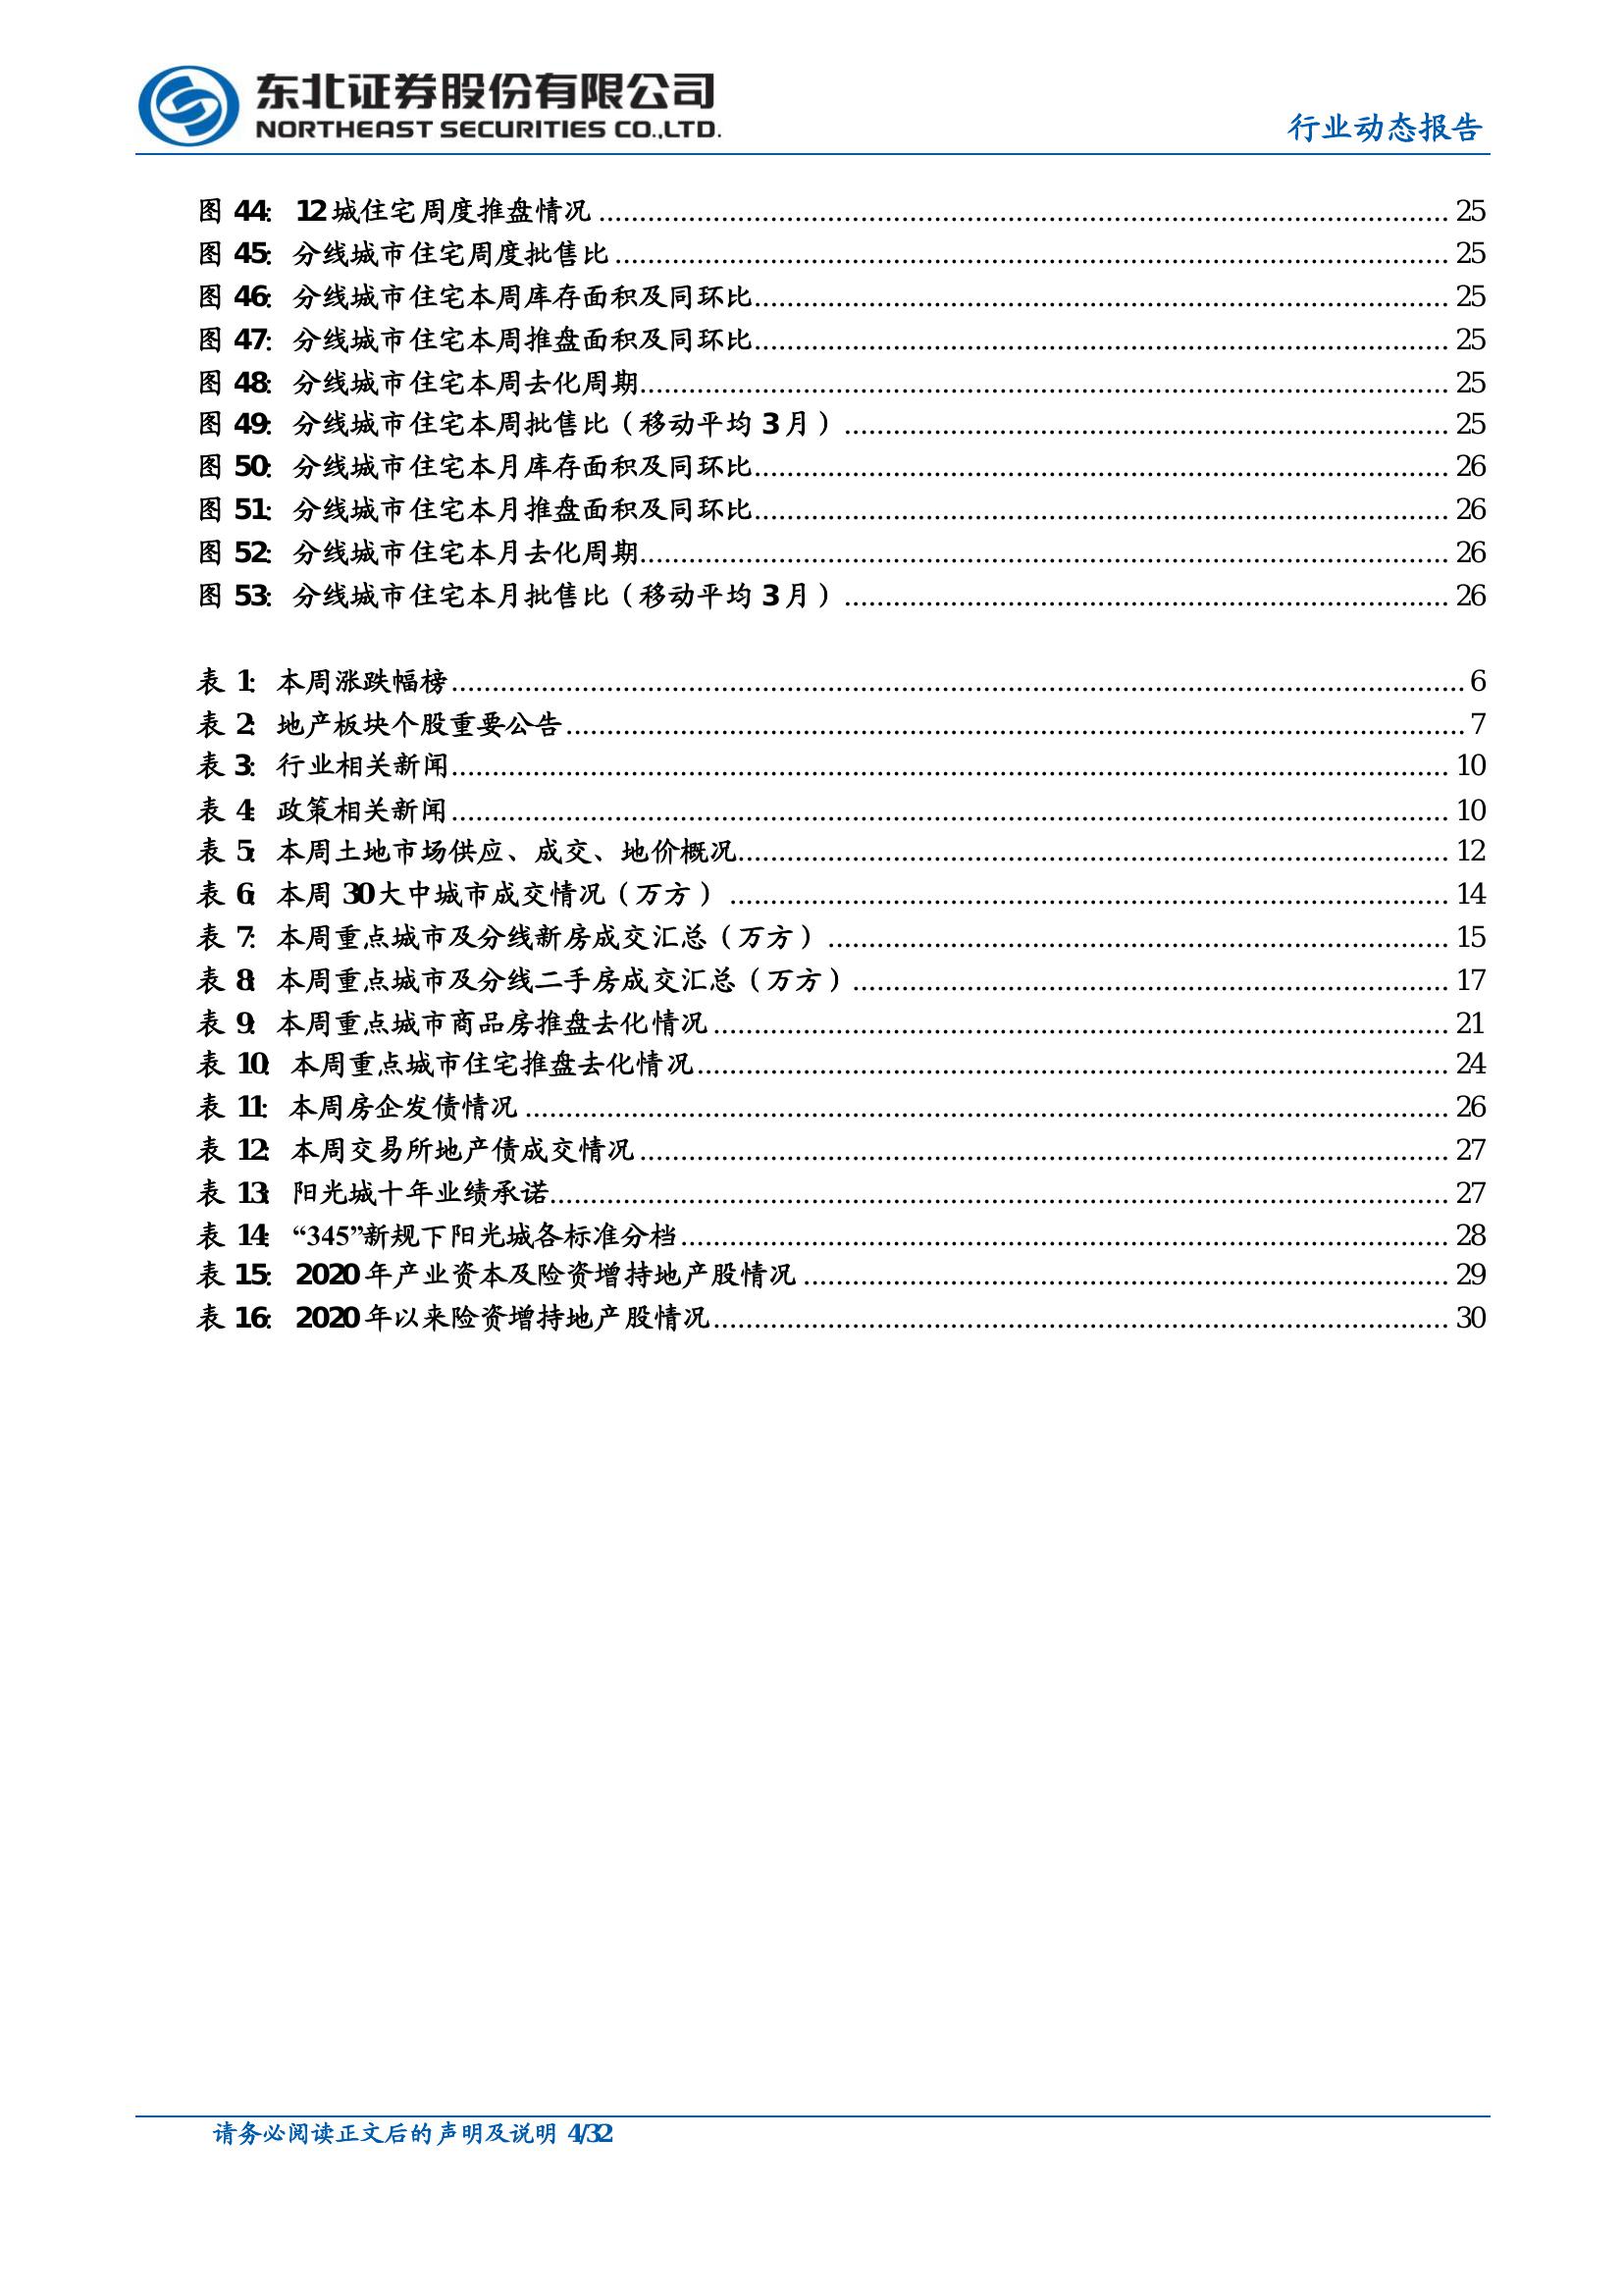 东北证券股份有限公司
NORTHEAST SECURITIES CO.,LTD.
行业动态报告
图 44: 12城住宅周度推盘情况 ........ 25
图 45: 分线城市住宅周度批售比 ........ 25
图 46: 分线城市住宅本周库存面积及同环比 ........ 25
图 47: 分线城市住宅本周推盘面积及同环比 ........ 25
图 48: 分线城市住宅本周去化周期 ........ 25
图 49: 分线城市住宅本周批售比（移动平均 3 月） ........ 25
图 50: 分线城市住宅本月库存面积及同环比 ........ 26
图 51: 分线城市住宅本月推盘面积及同环比 ........ 26
图 52: 分线城市住宅本月去化周期 ........ 26
图 53: 分线城市住宅本月批售比（移动平均 3 月） ........ 26
表 1: 本周涨跌幅榜 ........ 6
表 2: 地产板块个股重要公告 ........ 7
表 3: 行业相关新闻 ........ 10
表 4: 政策相关新闻 ........ 10
表 5: 本周土地市场供应、成交、地价概况 ........ 12
表 6: 本周 30大中城市成交情况（万方） ........ 14
表 7: 本周重点城市及分线新房成交汇总（万方） ........ 15
表 8: 本周重点城市及分线二手房成交汇总（万方） ........ 17
表 9: 本周重点城市商品房推盘去化情况 ........ 21
表 10: 本周重点城市住宅推盘去化情况 ........ 24
表 11: 本周房企发债情况 ........ 26
表 12: 本周交易所地产债成交情况 ........ 27
表 13: 阳光城十年业绩承诺 ........ 27
表 14: “345”新规下阳光城各标准分档 ........ 28
表 15: 2020年产业资本及险资增持地产股情况 ........ 29
表 16: 2020年以来险资增持地产股情况 ........ 30
请务必阅读正文后的声明及说明 4/32